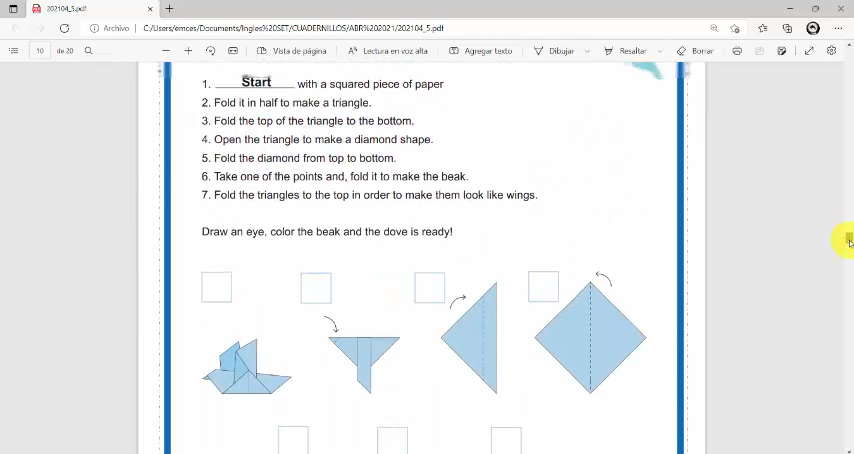 202104_5.pdf
Archivo | C:/Users/emces/Documents/Ingles%20SET/CUADERNILLOS/ABR%202021/202104_5.pdf
10 de 20 Vista de página Lectura en voz alta Agregar texto Dibujar Resaltar Borrar
1. Start with a squared piece of paper
2. Fold it in half to make a triangle.
3. Fold the top of the triangle to the bottom.
4. Open the triangle to make a diamond shape.
5. Fold the diamond from top to bottom.
6. Take one of the points and, fold it to make the beak.
7. Fold the triangles to the top in order to make them look like wings.
Draw an eye, color the beak and the dove is ready!